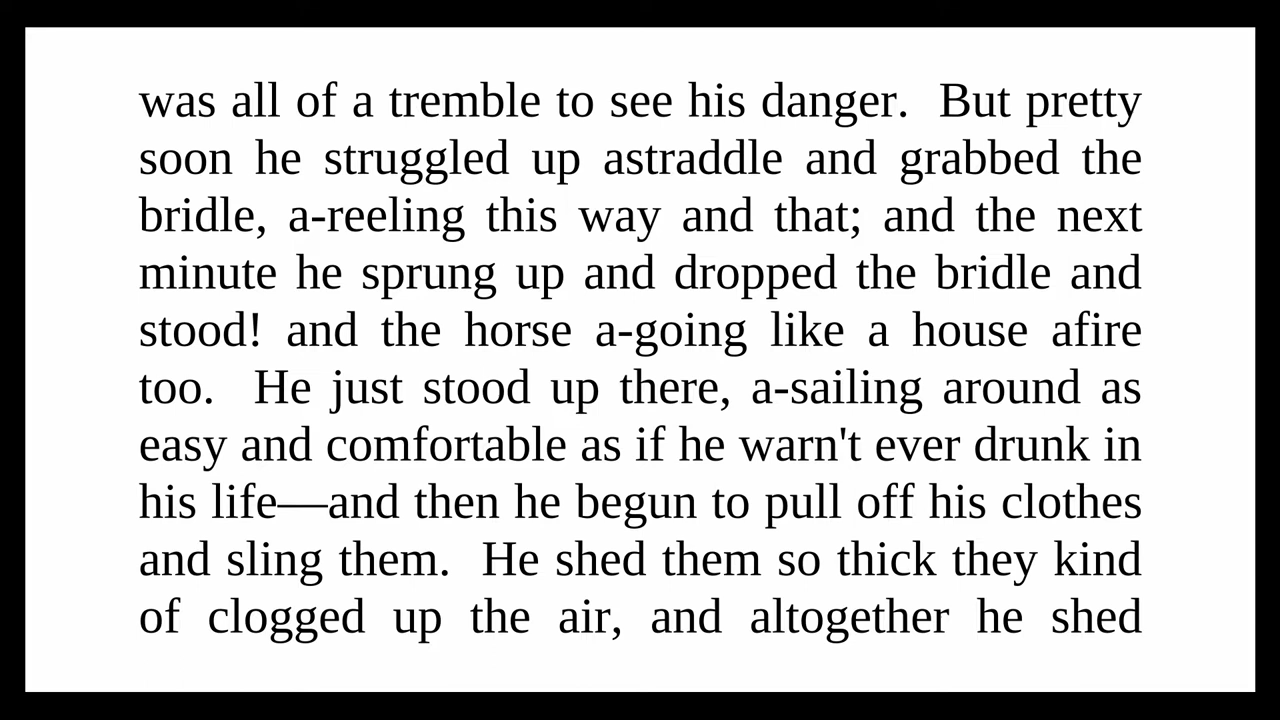 was all of a tremble to see his danger.  But pretty
soon he struggled up astraddle and grabbed the
bridle, a-reeling this way and that; and the next
minute he sprung up and dropped the bridle and
stood! and the horse a-going like a house afire
too.  He just stood up there, a-sailing around as
easy and comfortable as if he warn't ever drunk in
his life—and then he begun to pull off his clothes
and sling them.  He shed them so thick they kind
of clogged up the air, and altogether he shed